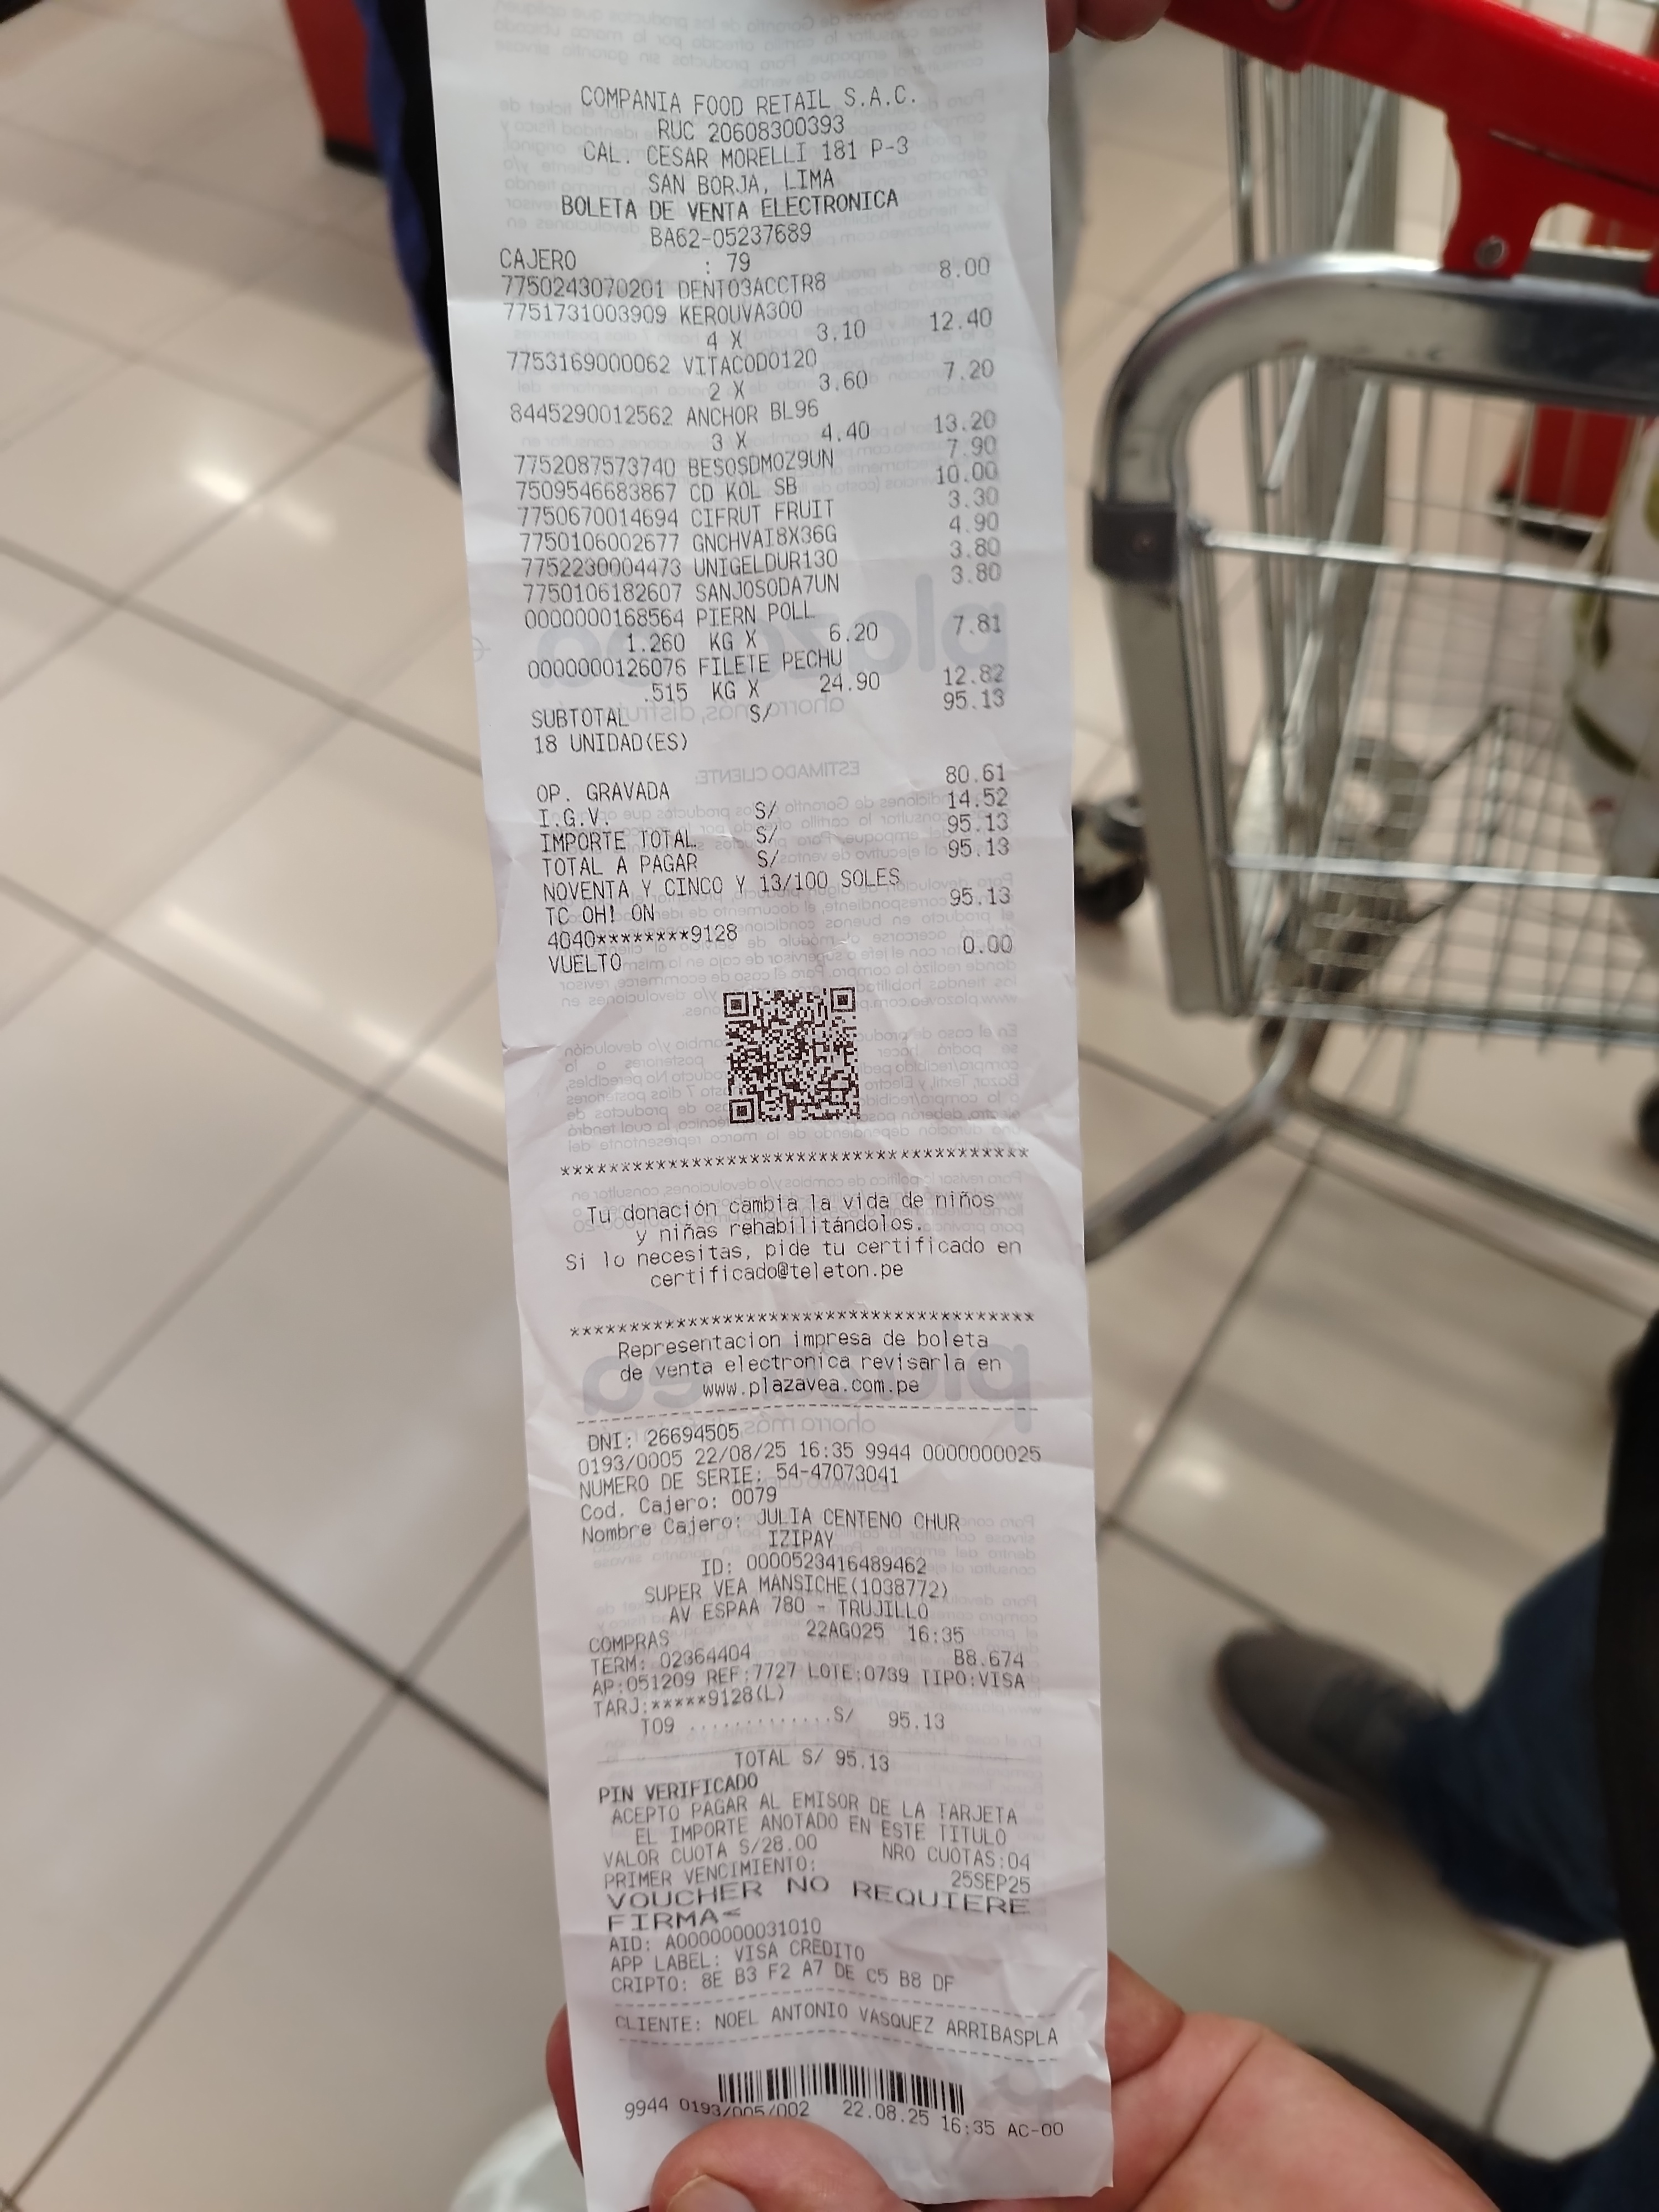 COMPANIA FOOD RETAIL S.A.C.
RUC 20608300393
CAL. CESAR MORELLI 181 P-3
SAN BORJA, LIMA
BOLETA DE VENTA ELECTRONICA
BA62-05237689
CAJERO : 79
7750243070201 DENTO3ACCTR8 8.00
7751731003909 KEROUVA300
4 X 3.10 12.40
7753169000062 VITACODO120
2 X 3.60 7.20
8445290012562 ANCHOR BL96
3 X 4.40 13.20
7752087573740 BESOSDMOZ9UN 7.90
7509546683867 CD KOL SB 10.00
7750670014694 CIFRUT FRUIT 3.30
7750106002677 GNCHVAI8X36G 4.90
7752230004473 UNIGELDUR130 3.80
7750106182607 SANJOSODA7UN 3.80
0000000168564 PIERN POLL
1.260 KG X 6.20 7.81
0000000126076 FILETE PECHU
.515 KG X 24.90 12.82
SUBTOTAL S/ 95.13
18 UNIDAD(ES)
OP. GRAVADA 80.61
I.G.V. S/ 14.52
IMPORTE TOTAL S/ 95.13
TOTAL A PAGAR S/ 95.13
NOVENTA Y CINCO Y 13/100 SOLES
TC OH! ON 95.13
4040********9128
VUELTO 0.00
***************************************
Tu donación cambia la vida de niños
y niñas rehabilitándolos.
Si lo necesitas, pide tu certificado en
certificado@teleton.pe
***************************************
Representacion impresa de boleta
de venta electronica revisarla en
www.plazavea.com.pe
DNI: 26694505
0193/0005 22/08/25 16:35 9944 0000000025
NUMERO DE SERIE: 54-47073041
Cod. Cajero: 0079
Nombre Cajero: JULIA CENTENO CHUR
IZIPAY
ID: 0000523416489462
SUPER VEA MANSICHE(1038772)
AV ESPAA 780 - TRUJILLO
COMPRAS 22AGO25 16:35
TERM: 02364404 B8.674
AP:051209 REF:7727 LOTE:0739 TIPO:VISA
TARJ:*****9128(L)
T09 .............S/ 95.13
TOTAL S/ 95.13
PIN VERIFICADO
ACEPTO PAGAR AL EMISOR DE LA TARJETA
EL IMPORTE ANOTADO EN ESTE TITULO
VALOR CUOTA S/28.00 NRO CUOTAS:04
PRIMER VENCIMIENTO: 25SEP25
VOUCHER NO REQUIERE
FIRMA<
AID: A0000000031010
APP LABEL: VISA CREDITO
CRIPTO: 8E B3 F2 A7 DE C5 B8 DF
CLIENTE: NOEL ANTONIO VASQUEZ ARRIBASPLA
9944 0193/005/002 22.08.25 16:35 AC-00